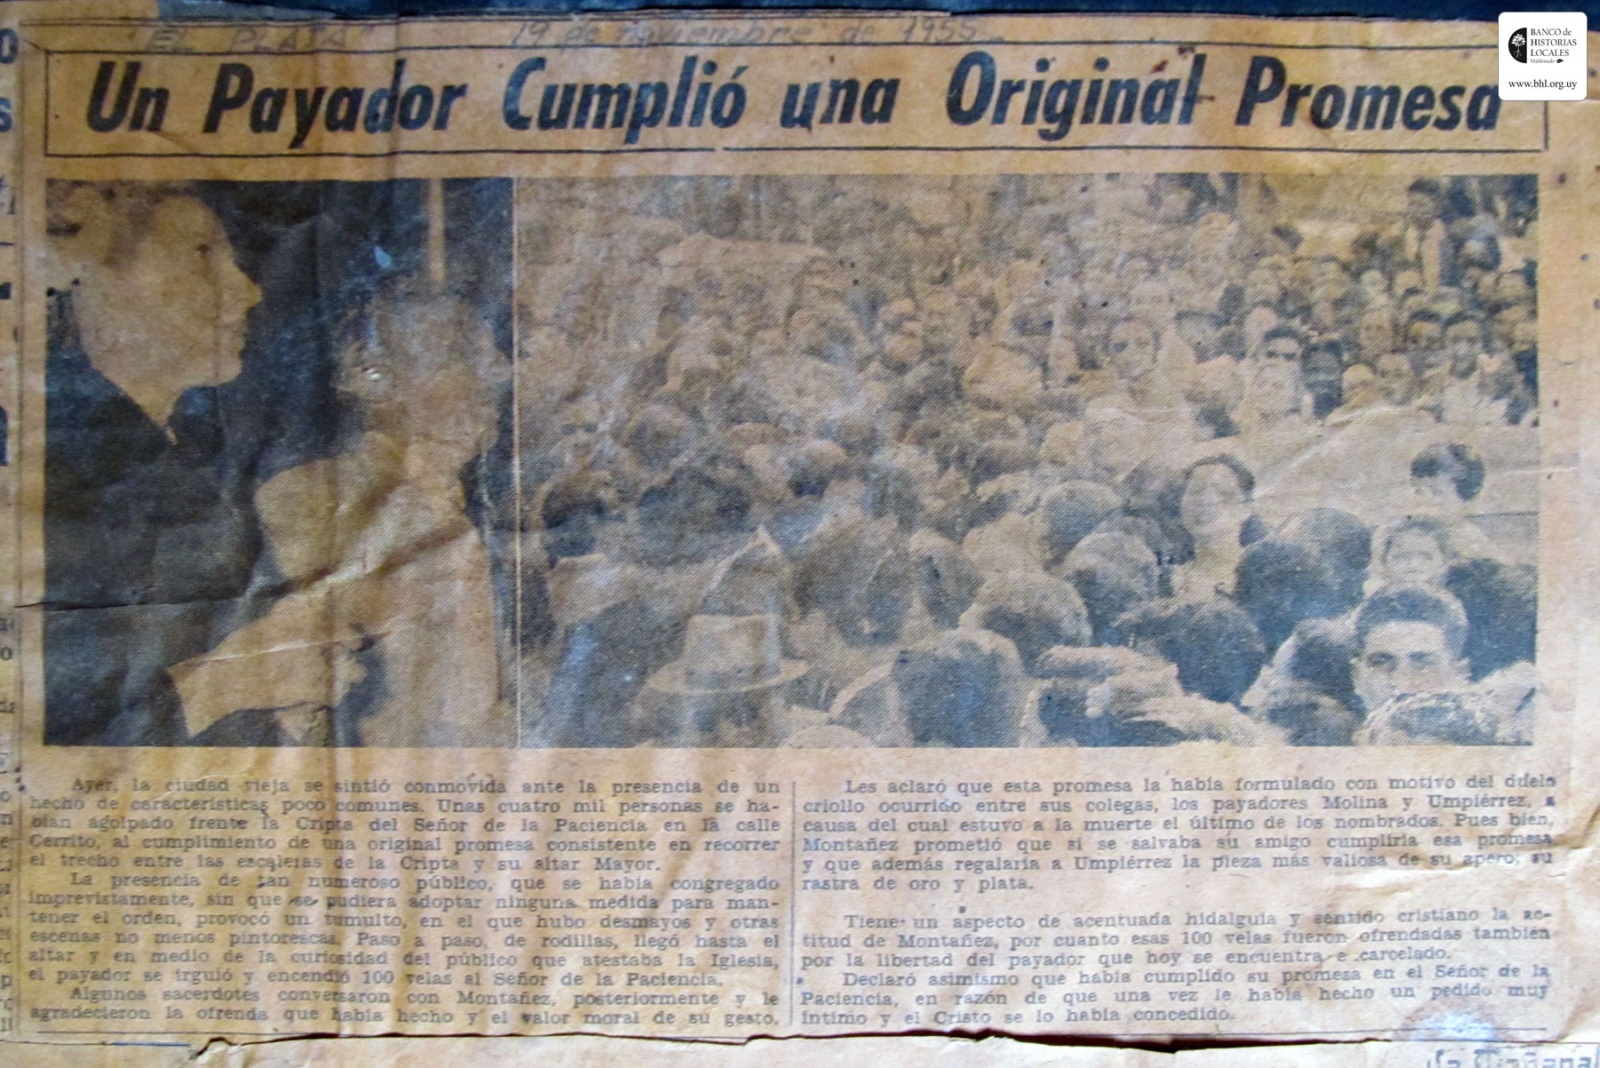 "EL PLATA" 19 de noviembre de 1955
BANCO de
HISTORIAS
LOCALES
Maldonado
www.bhl.org.uy
Un Payador Cumplió una Original Promesa
Ayer, la ciudad vieja se sintió conmovida ante la presencia de un
hecho de características poco comunes. Unas cuatro mil personas se ha-
bían agolpado frente la Cripta del Señor de la Paciencia en la calle
Cerrito, al cumplimiento de una original promesa consistente en recorrer
el trecho entre las escaleras de la Cripta y su altar Mayor.
La presencia de tan numeroso público, que se había congregado
imprevistamente, sin que se pudiera adoptar ninguna medida para man-
tener el orden, provocó un tumulto, en el que hubo desmayos y otras
escenas no menos pintorescas. Paso a paso, de rodillas, llegó hasta el
altar y en medio de la curiosidad del público que atestaba la Iglesia,
el payador se irguió y encendió 100 velas al Señor de la Paciencia.
Algunos sacerdotes conversaron con Montañez, posteriormente y le
agradecieron la ofrenda que había hecho y el valor moral de su gesto.
Les aclaró que esta promesa la había formulado con motivo del duelo
criollo ocurrido entre sus colegas, los payadores Molina y Umpiérrez, a
causa del cual estuvo a la muerte el último de los nombrados. Pues bien,
Montañez prometió que si se salvaba su amigo cumpliría esa promesa
y que además regalaría a Umpiérrez la pieza más valiosa de su apero; su
rastra de oro y plata.
Tiene un aspecto de acentuada hidalguía y sentido cristiano la ac-
titud de Montañez, por cuanto esas 100 velas fueron ofrendadas también
por la libertad del payador que hoy se encuentra e carcelado.
Declaró asimismo que había cumplido su promesa en el Señor de la
Paciencia, en razón de que una vez le había hecho un pedido muy
íntimo y el Cristo se lo había concedido.